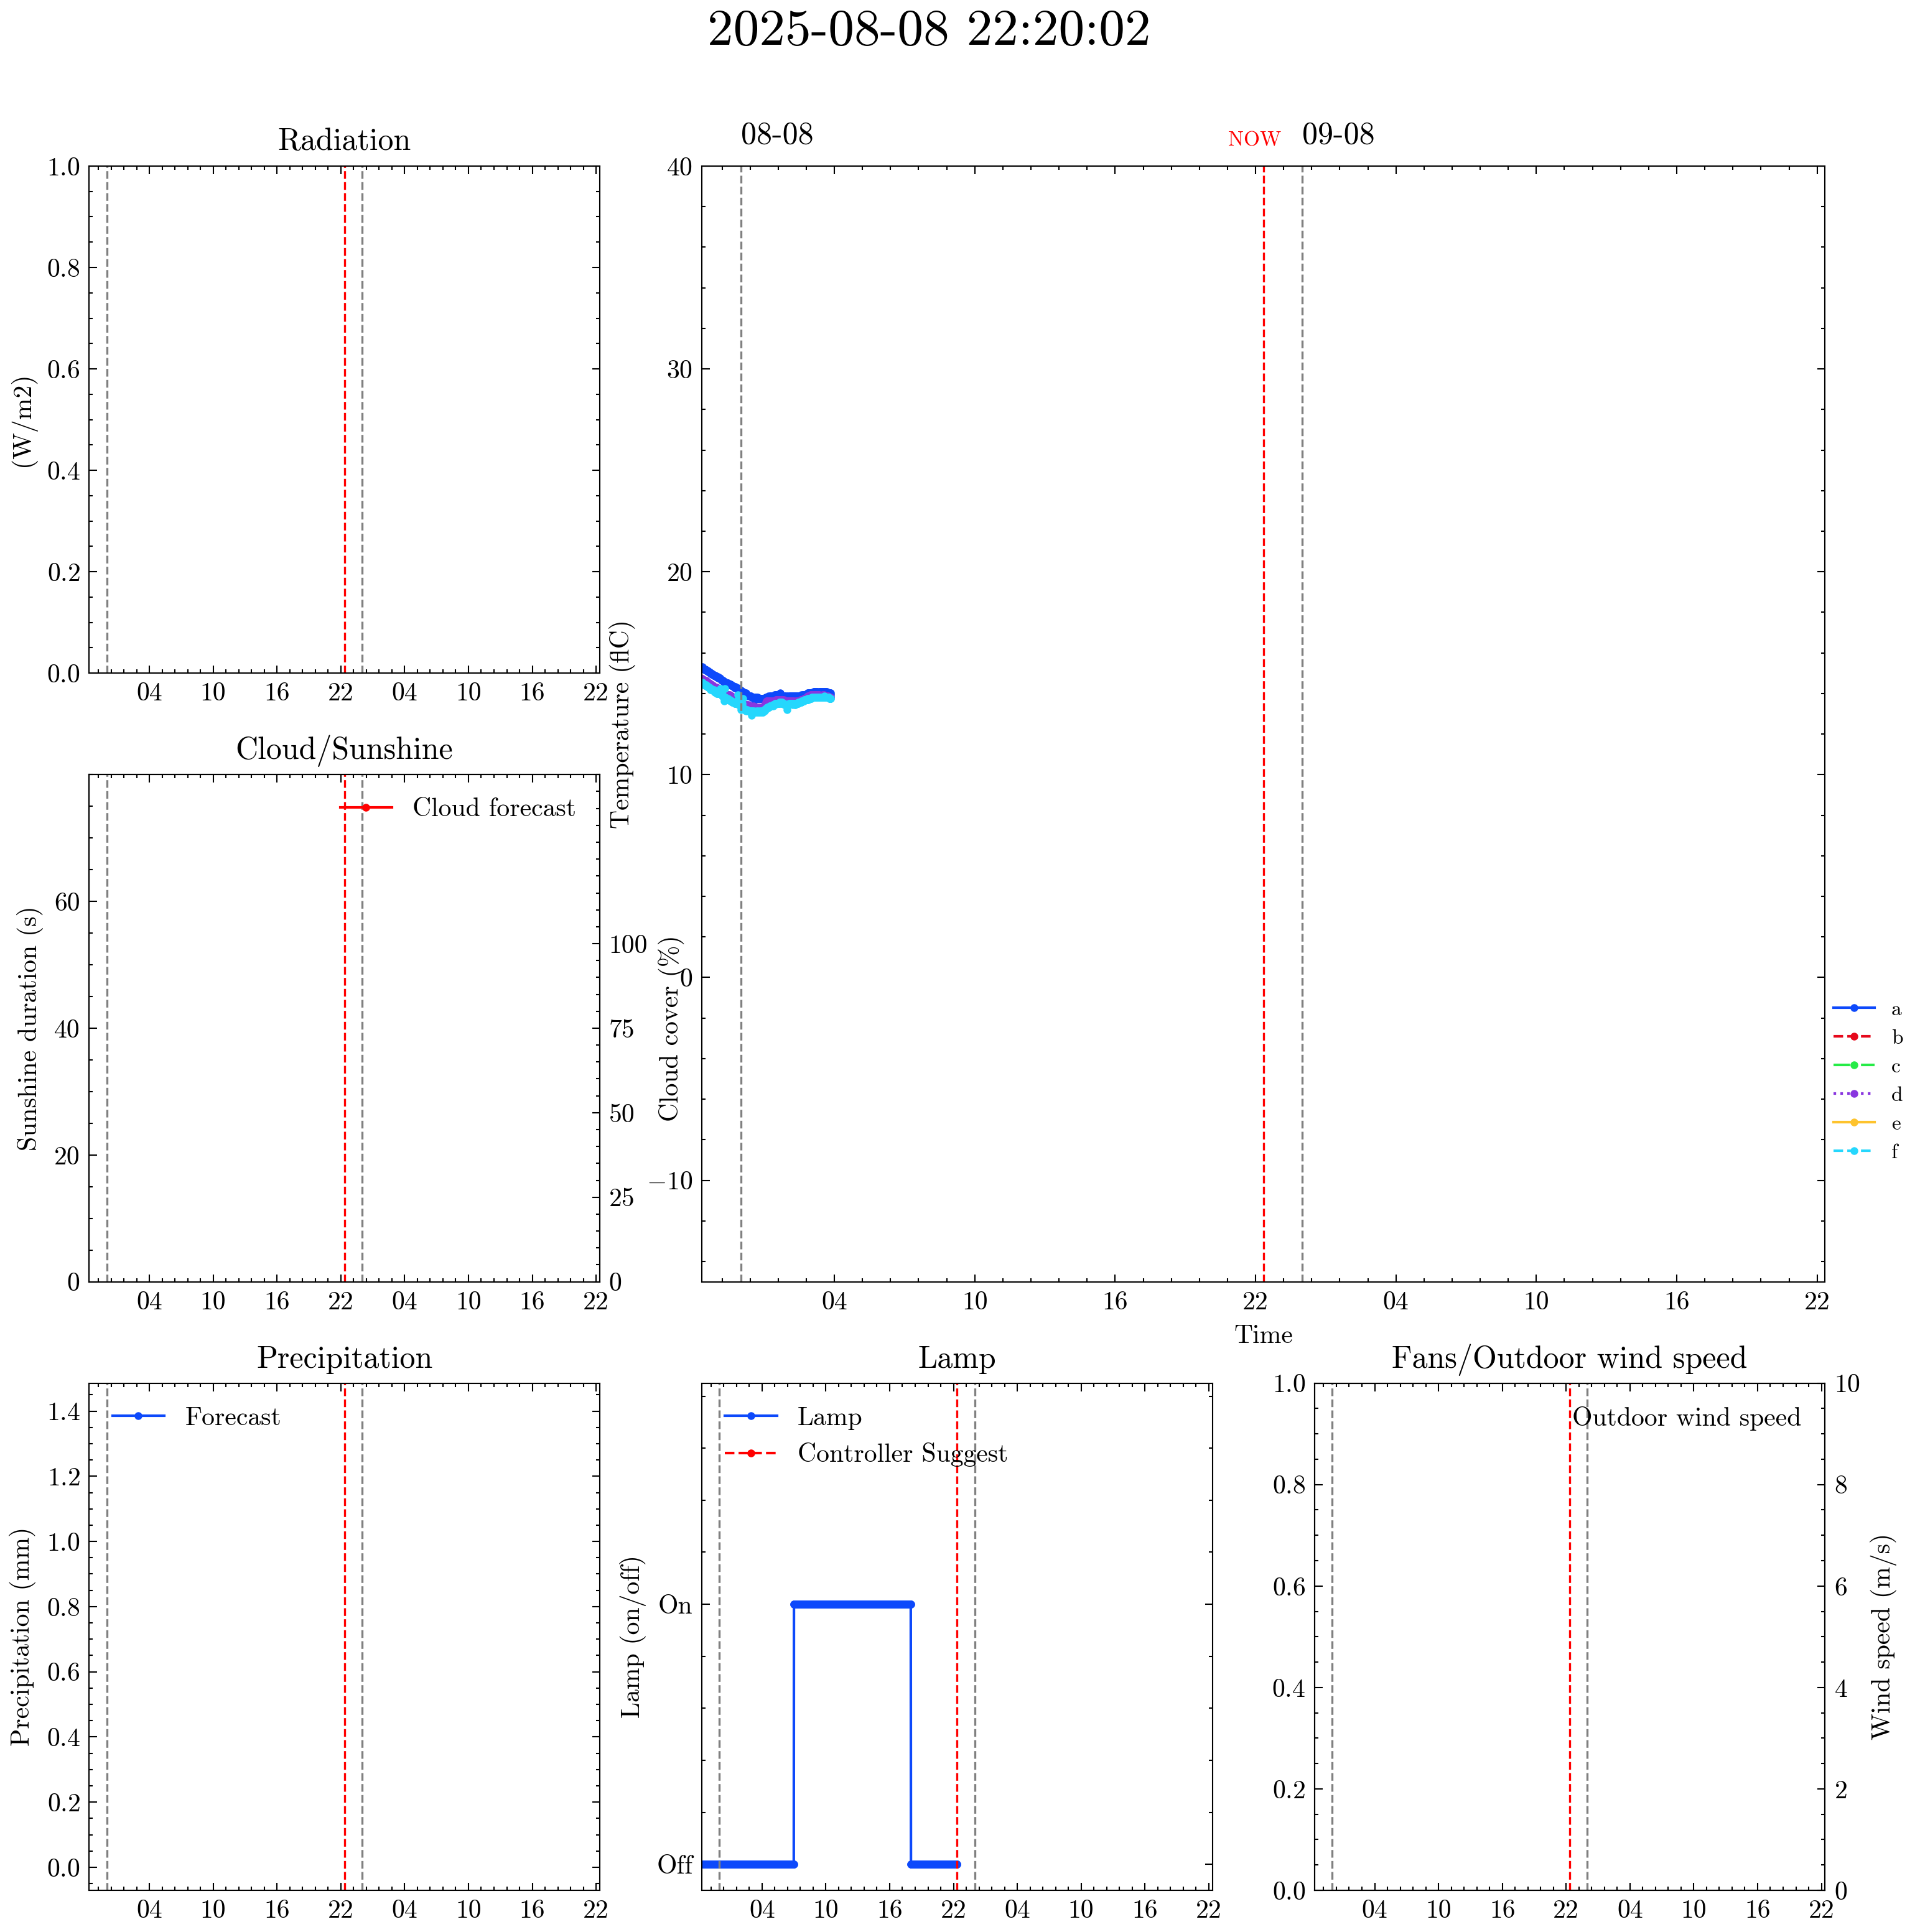 2025-08-08 22:20:02
Radiation
1.0
0.8
0.6
0.4
0.2
0.0
(W/m2)
04 10 16 22 04 10 16 22
08-08
NOW
09-08
40
30
20
10
0
−10
Temperature (flC)
04 10 16 22 04 10 16 22
Time
a
b
c
d
e
f
Cloud/Sunshine
Cloud forecast
60
40
20
0
Sunshine duration (s)
100
75
50
25
0
Cloud cover (%)
04 10 16 22 04 10 16 22
Precipitation
Forecast
1.4
1.2
1.0
0.8
0.6
0.4
0.2
0.0
Precipitation (mm)
04 10 16 22 04 10 16 22
Lamp
Lamp
Controller Suggest
On
Off
Lamp (on/off)
04 10 16 22 04 10 16 22
Fans/Outdoor wind speed
Outdoor wind speed
1.0
0.8
0.6
0.4
0.2
0.0
10
8
6
4
2
0
Wind speed (m/s)
04 10 16 22 04 10 16 22